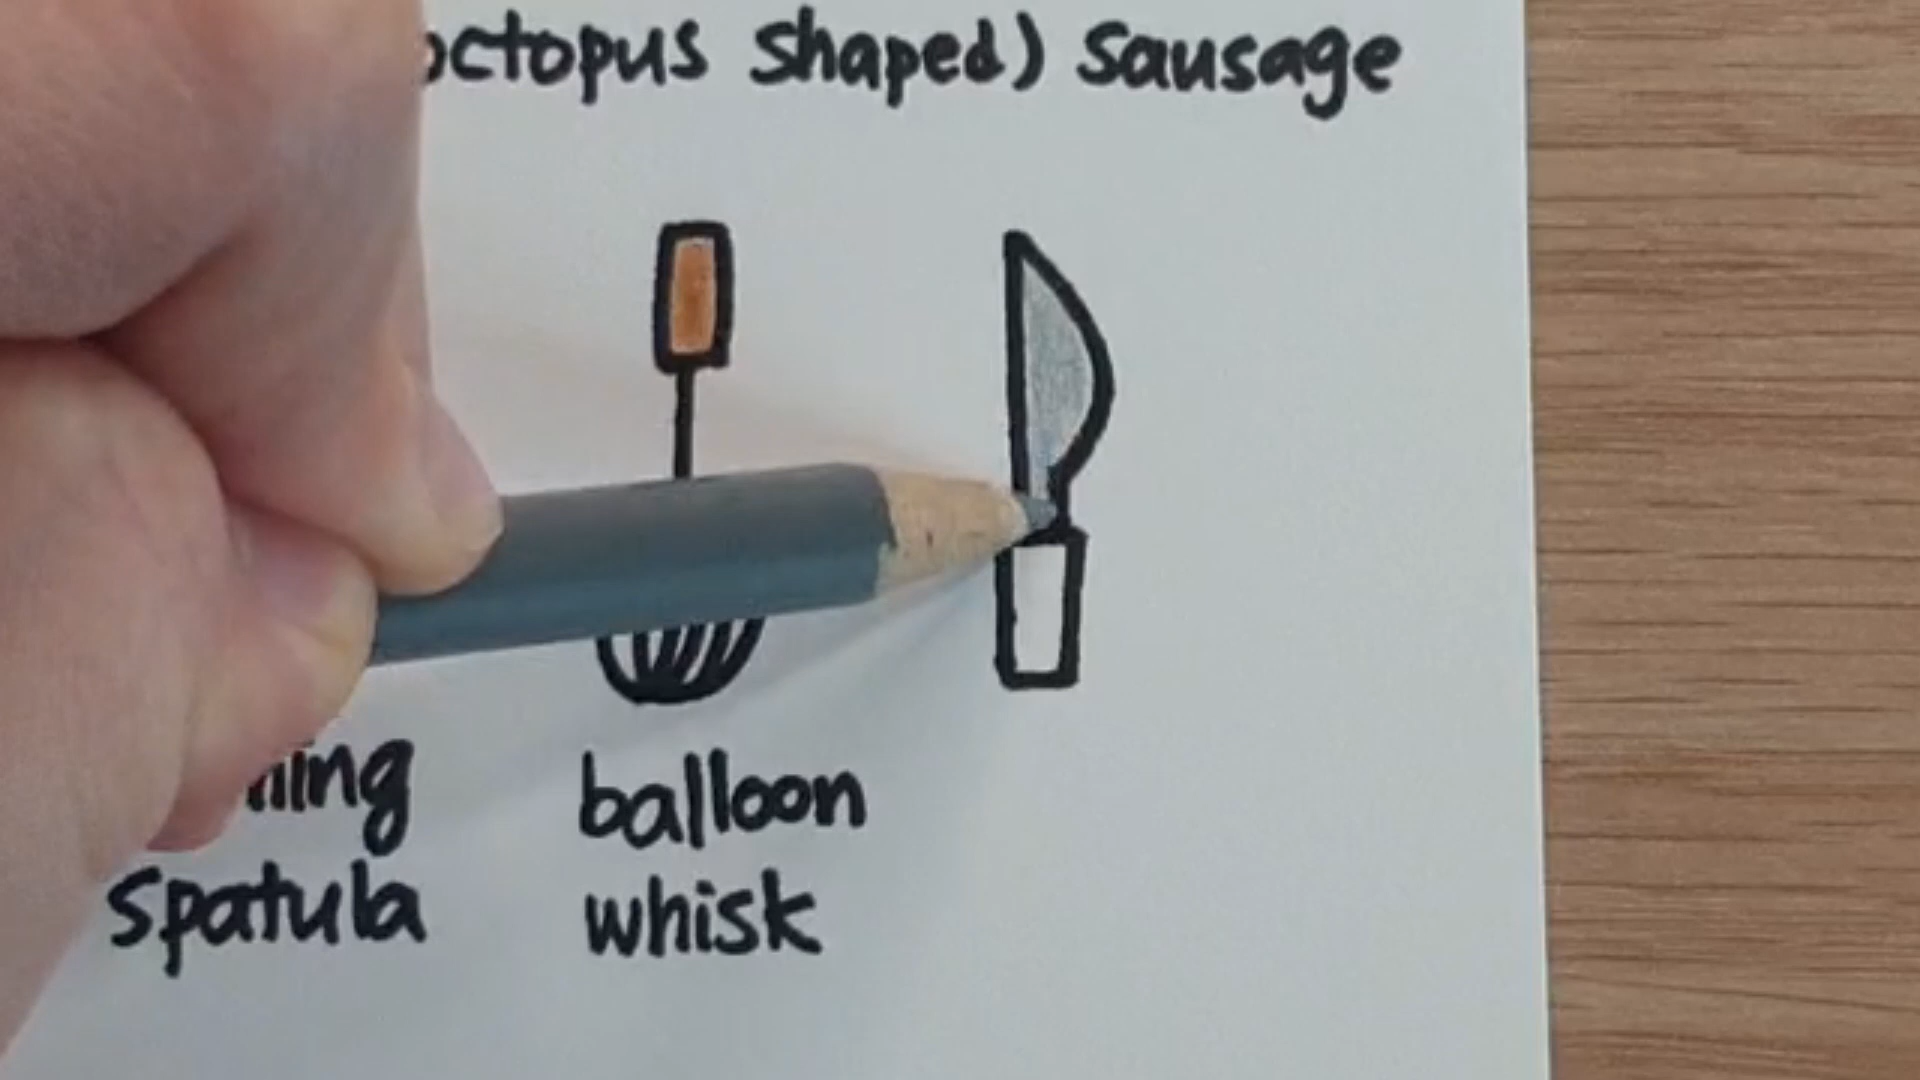 octopus shaped) sausage
spatula
balloon
whisk